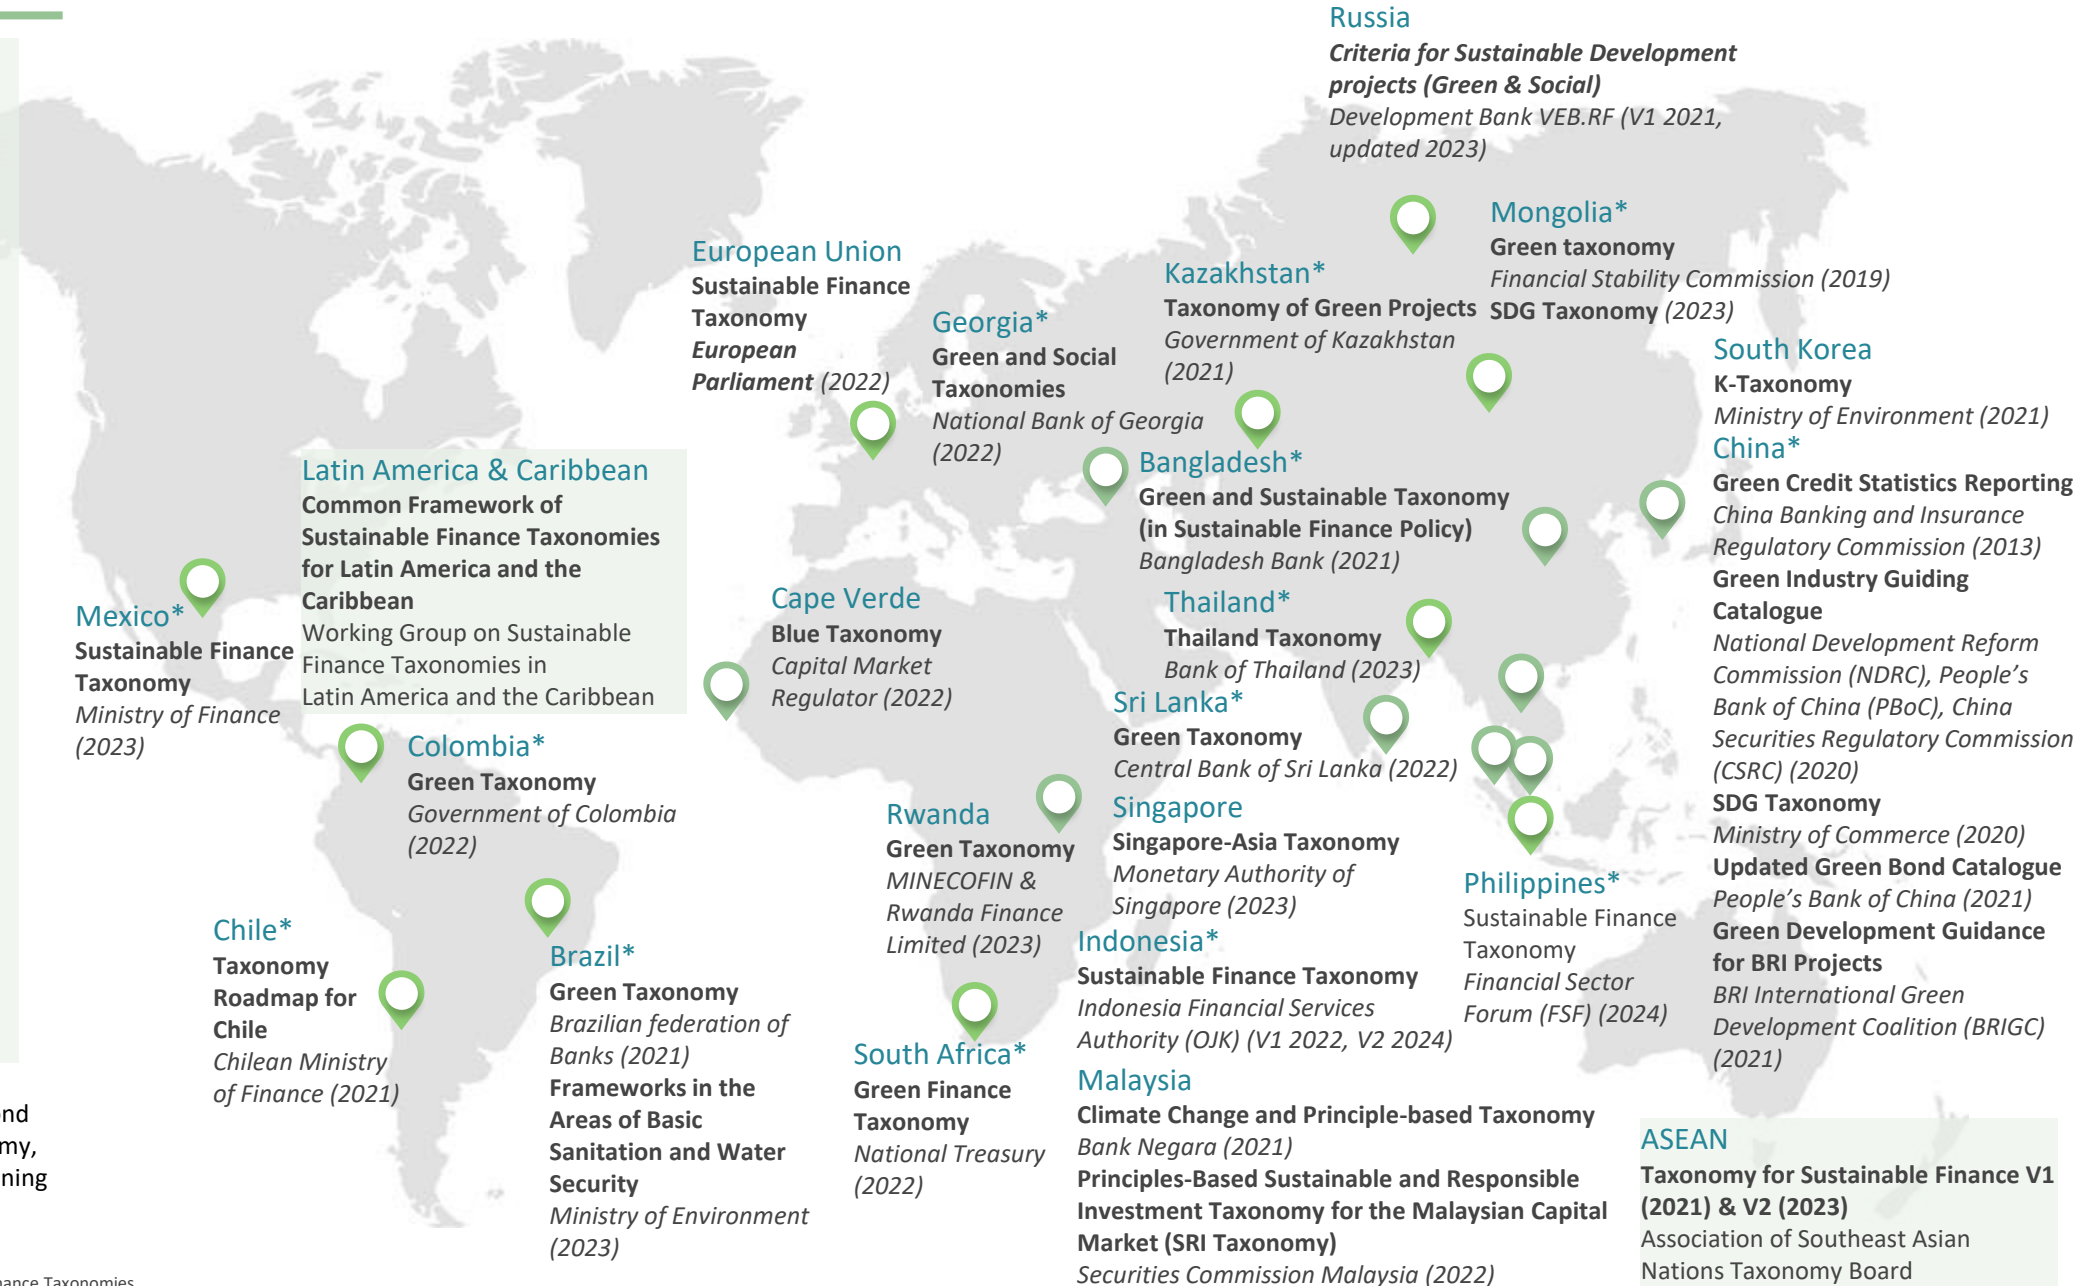 Russia
Criteria for Sustainable Development
projects (Green & Social)
Development Bank VEB.RF (V1 2021,
updated 2023)
Mongolia*
Green taxonomy
Financial Stability Commission (2019)
SDG Taxonomy (2023)
European Union
Sustainable Finance
Taxonomy
European
Parliament (2022)
Georgia*
Green and Social
Taxonomies
National Bank of Georgia
(2022)
Kazakhstan*
Taxonomy of Green Projects
Government of Kazakhstan
(2021)
South Korea
K-Taxonomy
Ministry of Environment (2021)
China*
Green Credit Statistics Reporting
China Banking and Insurance
Regulatory Commission (2013)
Green Industry Guiding
Catalogue
National Development Reform
Commission (NDRC), People's
Bank of China (PBoC), China
Securities Regulatory Commission
(CSRC) (2020)
SDG Taxonomy
Ministry of Commerce (2020)
Updated Green Bond Catalogue
People's Bank of China (2021)
Green Development Guidance
for BRI Projects
BRI International Green
Development Coalition (BRIGC)
(2021)
Latin America & Caribbean
Common Framework of
Sustainable Finance Taxonomies
for Latin America and the
Caribbean
Working Group on Sustainable
Finance Taxonomies in
Latin America and the Caribbean
Bangladesh*
Green and Sustainable Taxonomy
(in Sustainable Finance Policy)
Bangladesh Bank (2021)
Mexico*
Sustainable Finance
Taxonomy
Ministry of Finance
(2023)
Cape Verde
Blue Taxonomy
Capital Market
Regulator (2022)
Thailand*
Thailand Taxonomy
Bank of Thailand (2023)
Sri Lanka*
Green Taxonomy
Central Bank of Sri Lanka (2022)
Colombia*
Green Taxonomy
Government of Colombia
(2022)
Rwanda
Green Taxonomy
MINECOFIN &
Rwanda Finance
Limited (2023)
Singapore
Singapore-Asia Taxonomy
Monetary Authority of
Singapore (2023)
Philippines*
Sustainable Finance
Taxonomy
Financial Sector
Forum (FSF) (2024)
Chile*
Taxonomy
Roadmap for
Chile
Chilean Ministry
of Finance (2021)
Brazil*
Green Taxonomy
Brazilian federation of
Banks (2021)
Frameworks in the
Areas of Basic
Sanitation and Water
Security
Ministry of Environment
(2023)
Indonesia*
Sustainable Finance Taxonomy
Indonesia Financial Services
Authority (OJK) (V1 2022, V2 2024)
South Africa*
Green Finance
Taxonomy
National Treasury
(2022)
Malaysia
Climate Change and Principle-based Taxonomy
Bank Negara (2021)
Principles-Based Sustainable and Responsible
Investment Taxonomy for the Malaysian Capital
Market (SRI Taxonomy)
Securities Commission Malaysia (2022)
ASEAN
Taxonomy for Sustainable Finance V1
(2021) & V2 (2023)
Association of Southeast Asian
Nations Taxonomy Board
Taxonomies